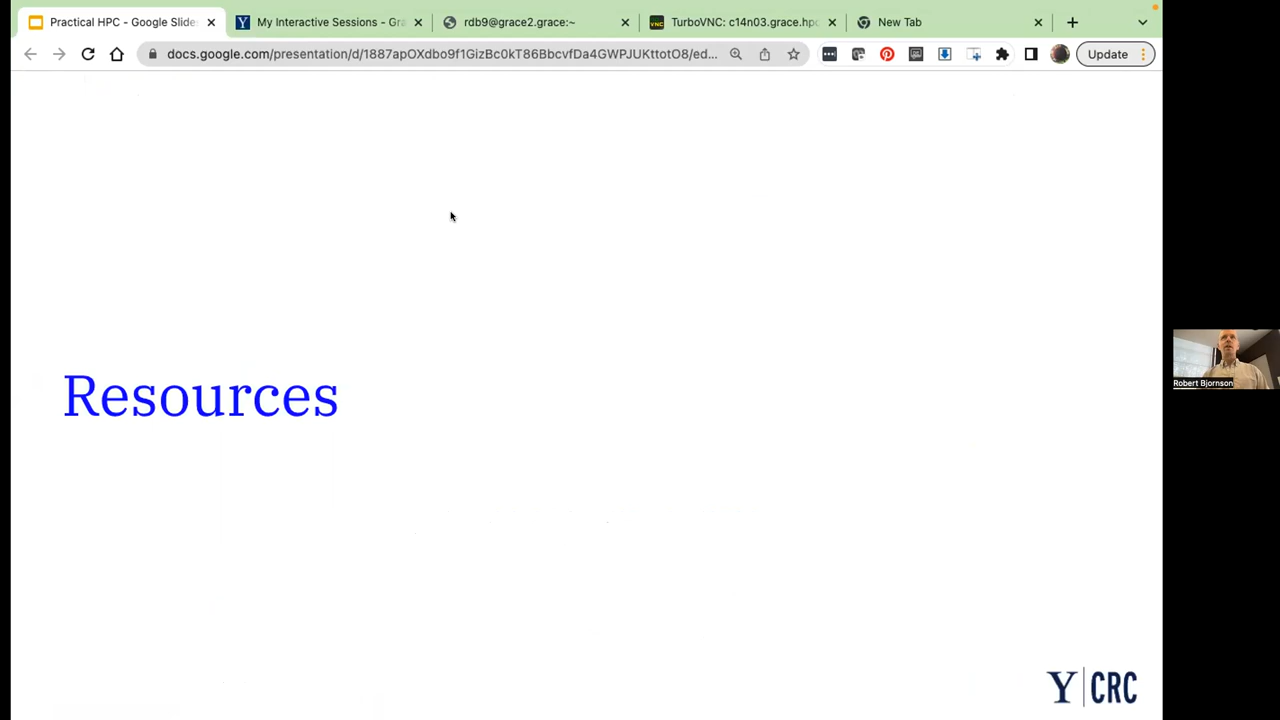 Practical HPC - Google Slide
My Interactive Sessions - Gra
rdb9@grace2.grace:~
TurboVNC: c14n03.grace.hpc
New Tab
docs.google.com/presentation/d/1887apOXdbo9f1GizBc0kT86BbcvfDa4GWPJUKttotO8/ed...
Update
Resources
Robert Bjornson
Y CRC